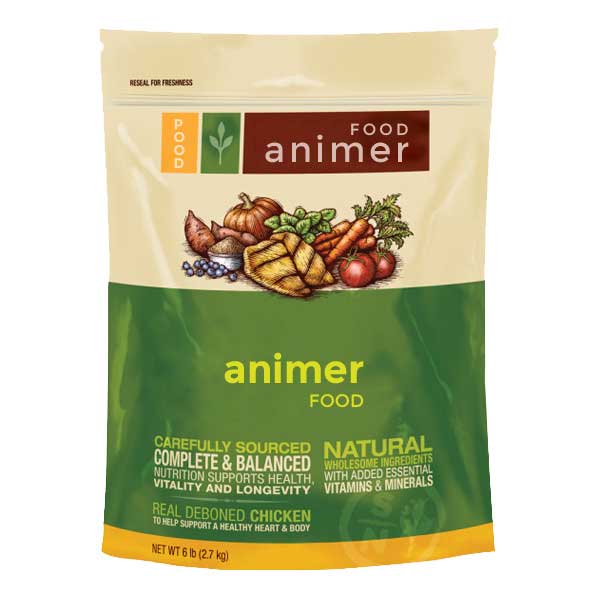 RESEAL FOR FRESHNESS
POOD
FOOD
animer
animer
FOOD
CAREFULLY SOURCED
COMPLETE & BALANCED
NUTRITION SUPPORTS HEALTH,
VITALITY AND LONGEVITY
REAL DEBONED CHICKEN
TO HELP SUPPORT A HEALTHY HEART & BODY
NATURAL
WHOLESOME INGREDIENTS
WITH ADDED ESSENTIAL
VITAMINS & MINERALS
S
N
NET WT 6 lb (2.7 kg)